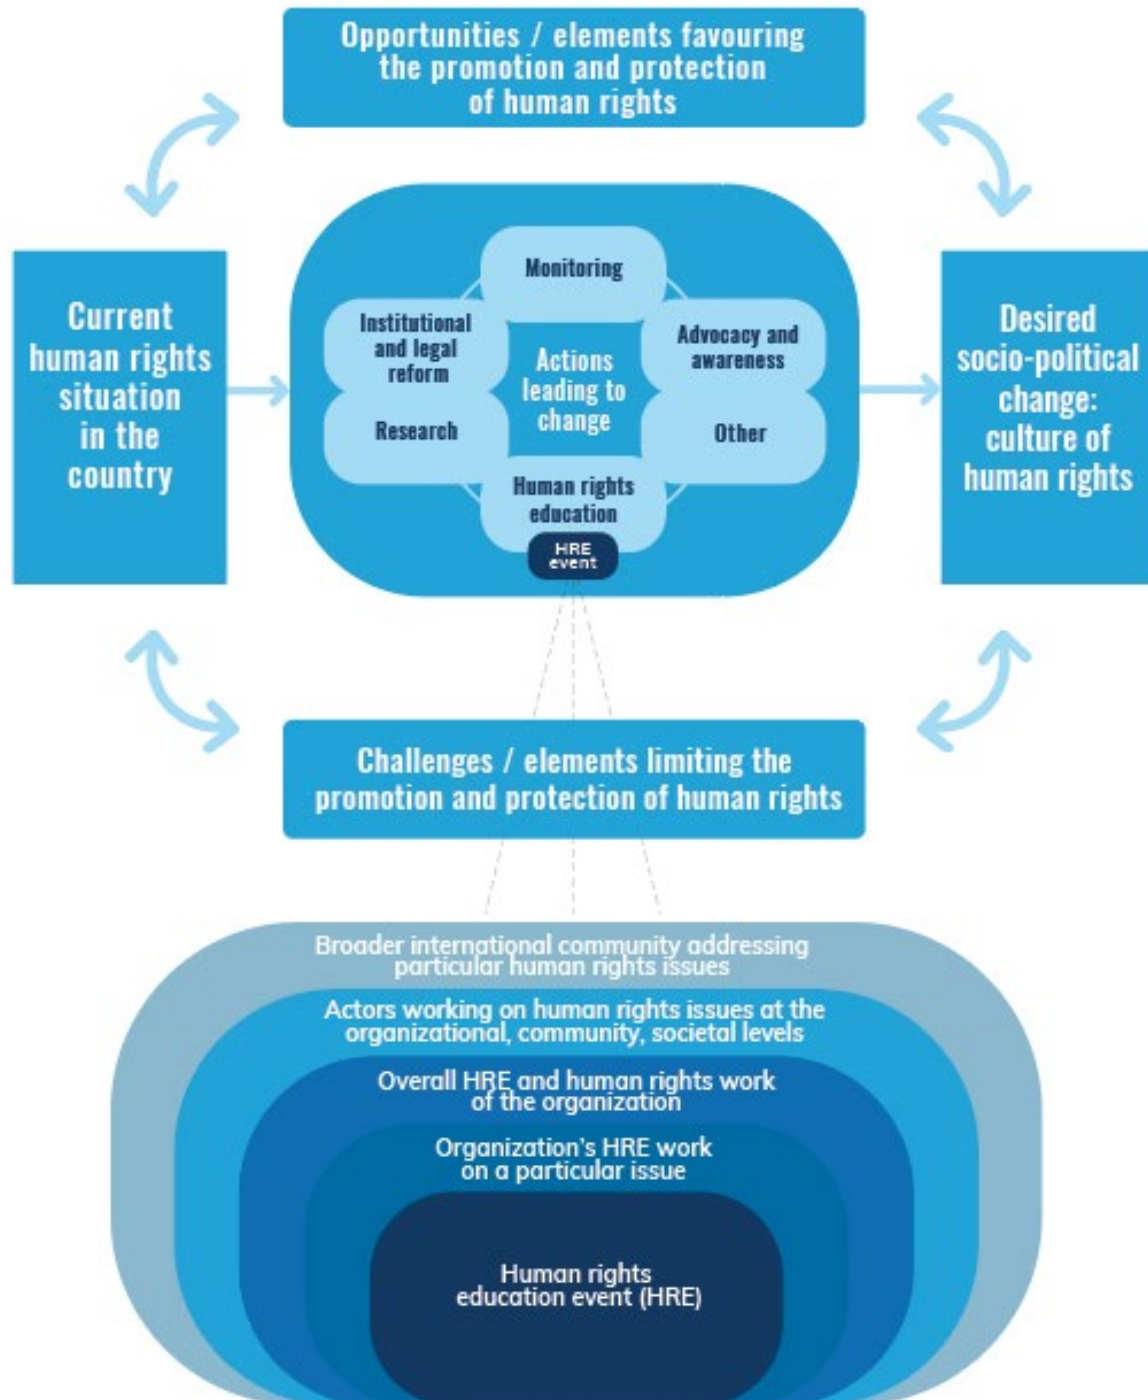 Opportunities / elements favouring
the promotion and protection
of human rights
Current
human rights
situation
in the
country
Monitoring
Institutional
and legal
reform
Advocacy and
awareness
Actions
leading to
change
Research
Other
Human rights
education
HRE
event
Desired
socio-political
change:
culture of
human rights
Challenges / elements limiting the
promotion and protection of human rights
Broader international community addressing
particular human rights issues
Actors working on human rights issues at the
organizational, community, societal levels
Overall HRE and human rights work
of the organization
Organization's HRE work
on a particular issue
Human rights
education event (HRE)